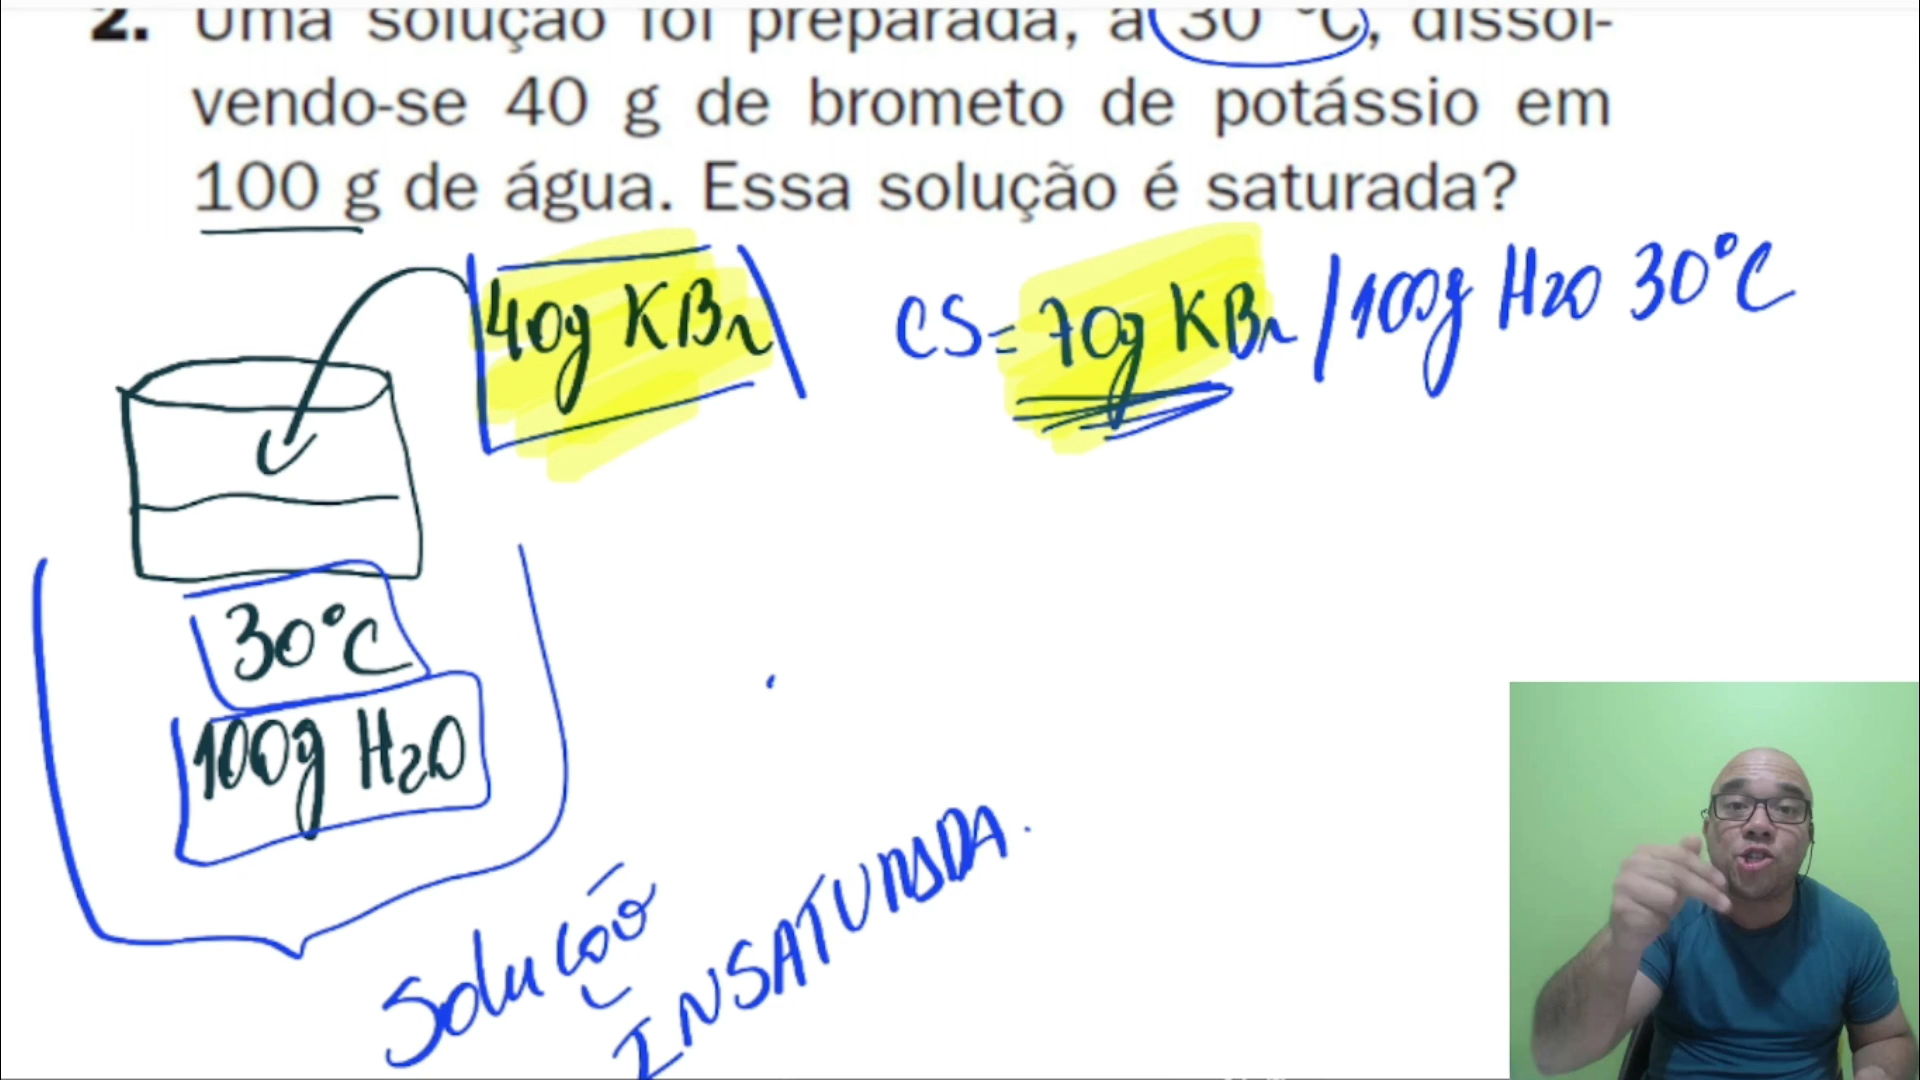 2. Uma solução foi preparada, a 30 °C, dissol-
vendo-se 40 g de brometo de potássio em
100 g de água. Essa solução é saturada?
40g KBr
CS = 70g KBr / 100g H2O 30°C
30°C
100g H2O
Solução
INSATURADA.